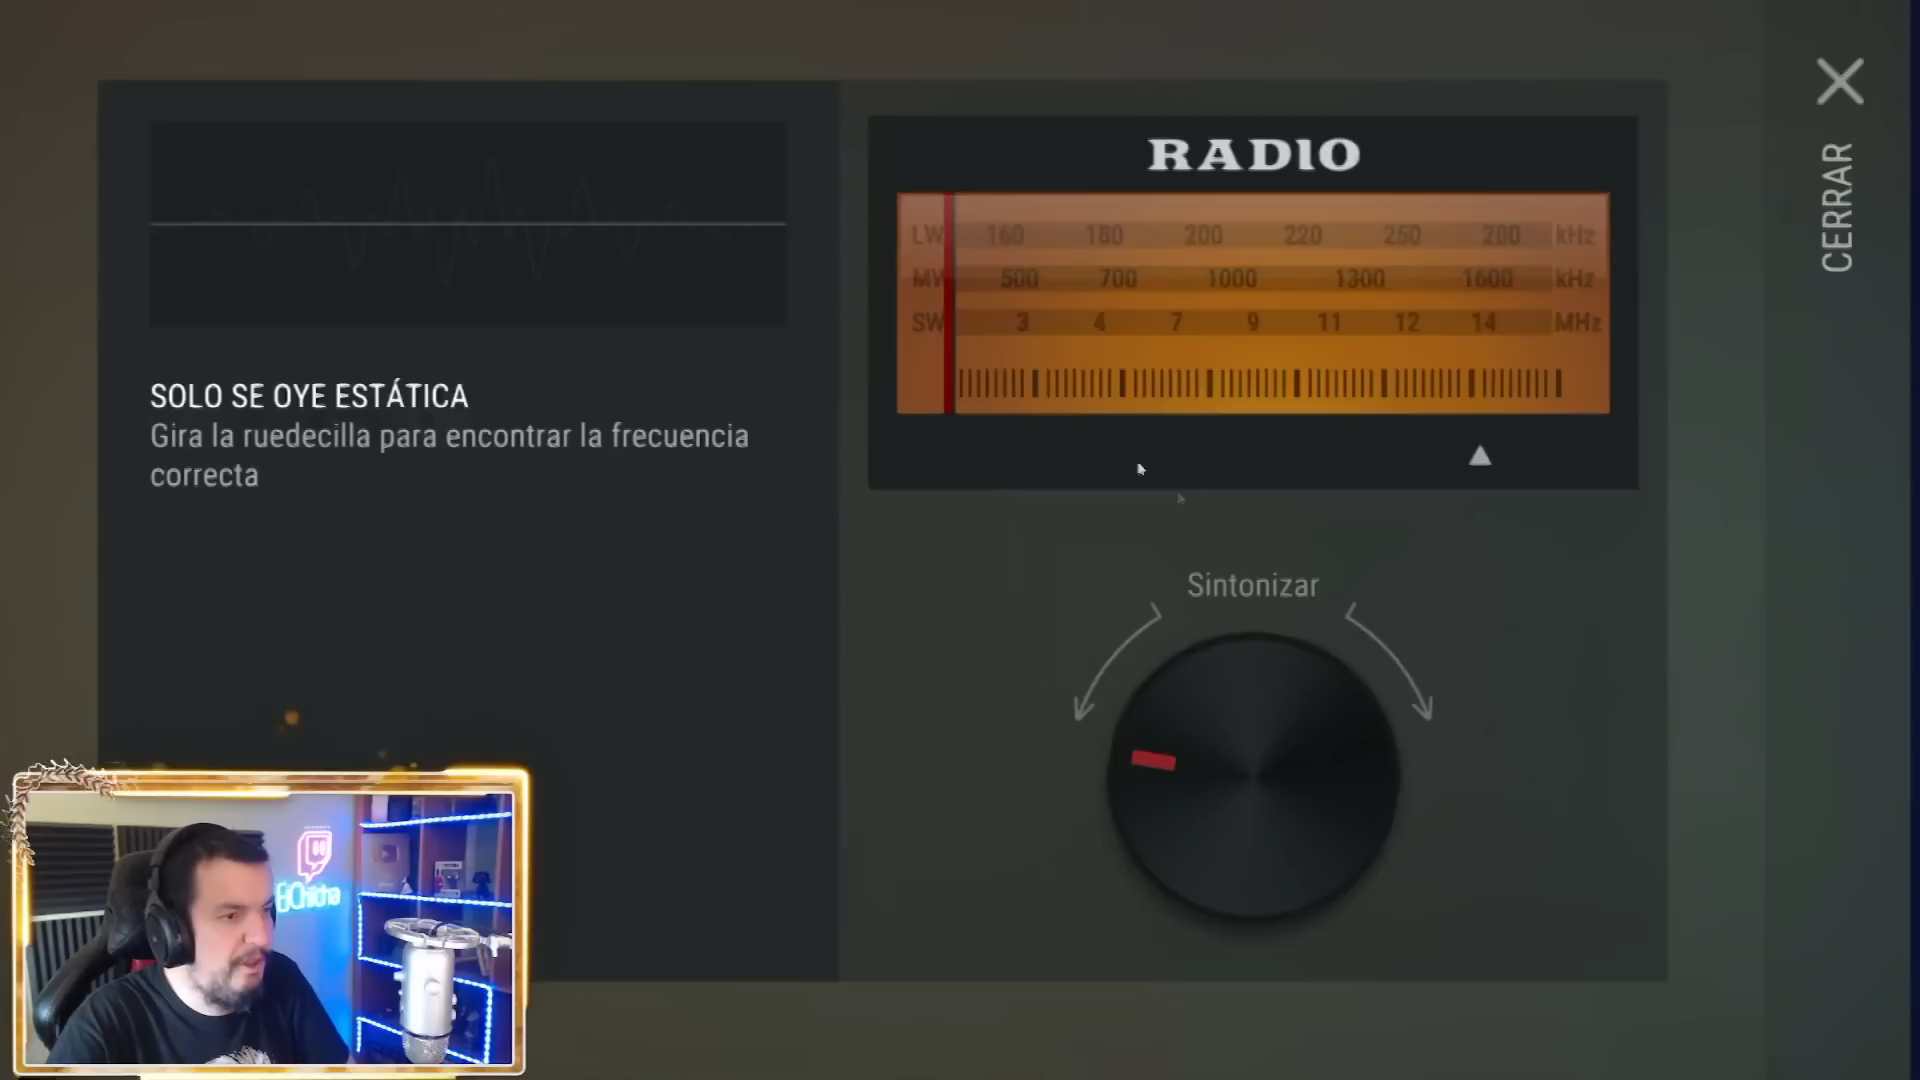 RADIO
LW 160 180 200 220 250 200 kHz
MW 500 700 1000 1300 1600 kHz
SW 3 4 7 9 11 12 14 MHz
SOLO SE OYE ESTÁTICA
Gira la ruedecilla para encontrar la frecuencia
correcta
Sintonizar
CERRAR
ElChicha